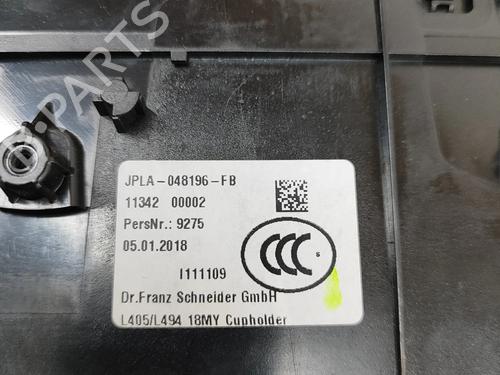 JPLA-048196-FB
11342 00002
PersNr.: 9275
05.01.2018
I111109
CCC S
Dr.Franz Schneider GmbH
L405/L494 18MY Cupholder
B-PARTS